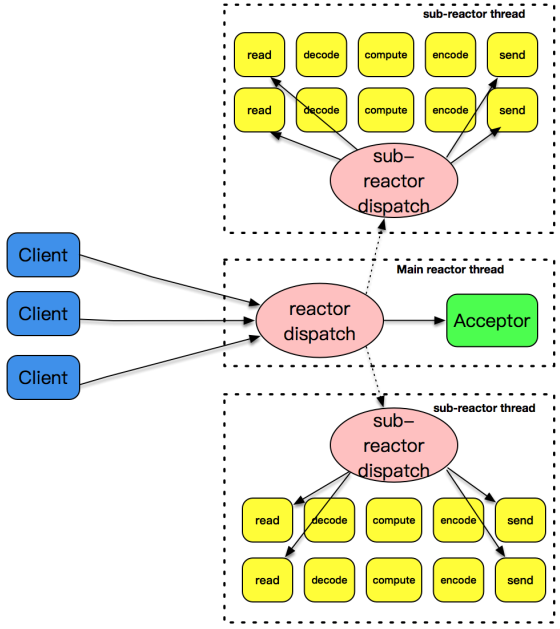 sub-reactor thread
read decode compute encode send
read decode compute encode send
sub-
reactor
dispatch
Client
Client
Client
Main reactor thread
reactor
dispatch
Acceptor
sub-reactor thread
sub-
reactor
dispatch
read decode compute encode send
read decode compute encode send